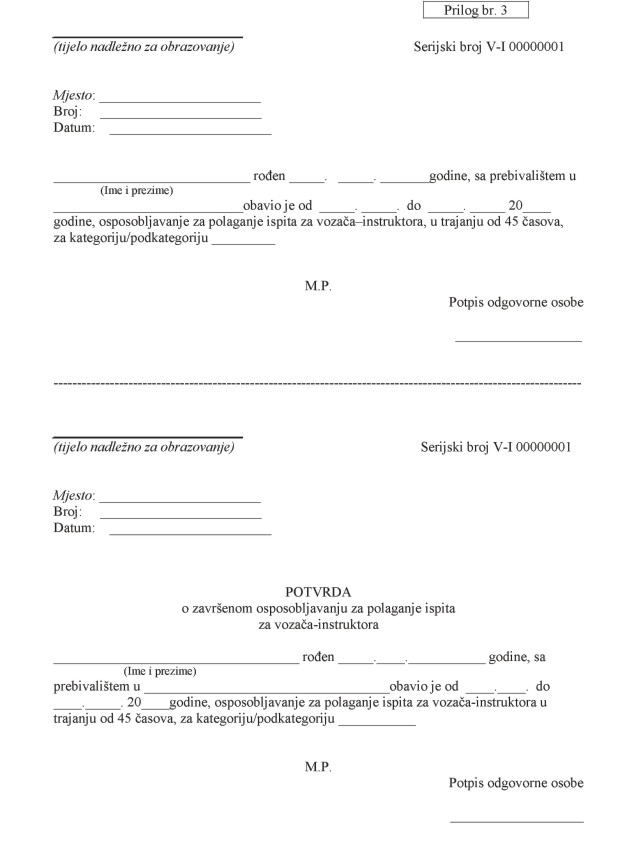 Prilog br. 3
(tijelo nadležno za obrazovanje) Serijski broj V-I 00000001
Mjesto: ______________________
Broj: ______________________
Datum: ______________________
____________________________ rođen _____. _____. _______godine, sa prebivalištem u
(Ime i prezime)
___________________________obavio je od _____. _____. do _____. _____ 20____
godine, osposobljavanje za polaganje ispita za vozača–instruktora, u trajanju od 45 časova,
za kategoriju/podkategoriju _________
M.P.
Potpis odgovorne osobe
__________________
(tijelo nadležno za obrazovanje) Serijski broj V-I 00000001
Mjesto: ______________________
Broj: ______________________
Datum: ______________________
POTVRDA
o završenom osposobljavanju za polaganje ispita
za vozača-instruktora
___________________________________ rođen _____.____.___________ godine, sa
(Ime i prezime)
prebivalištem u ___________________________________obavio je od ____.____. do
____._____. 20____godine, osposobljavanje za polaganje ispita za vozača-instruktora u
trajanju od 45 časova, za kategoriju/podkategoriju ___________
M.P.
Potpis odgovorne osobe
___________________